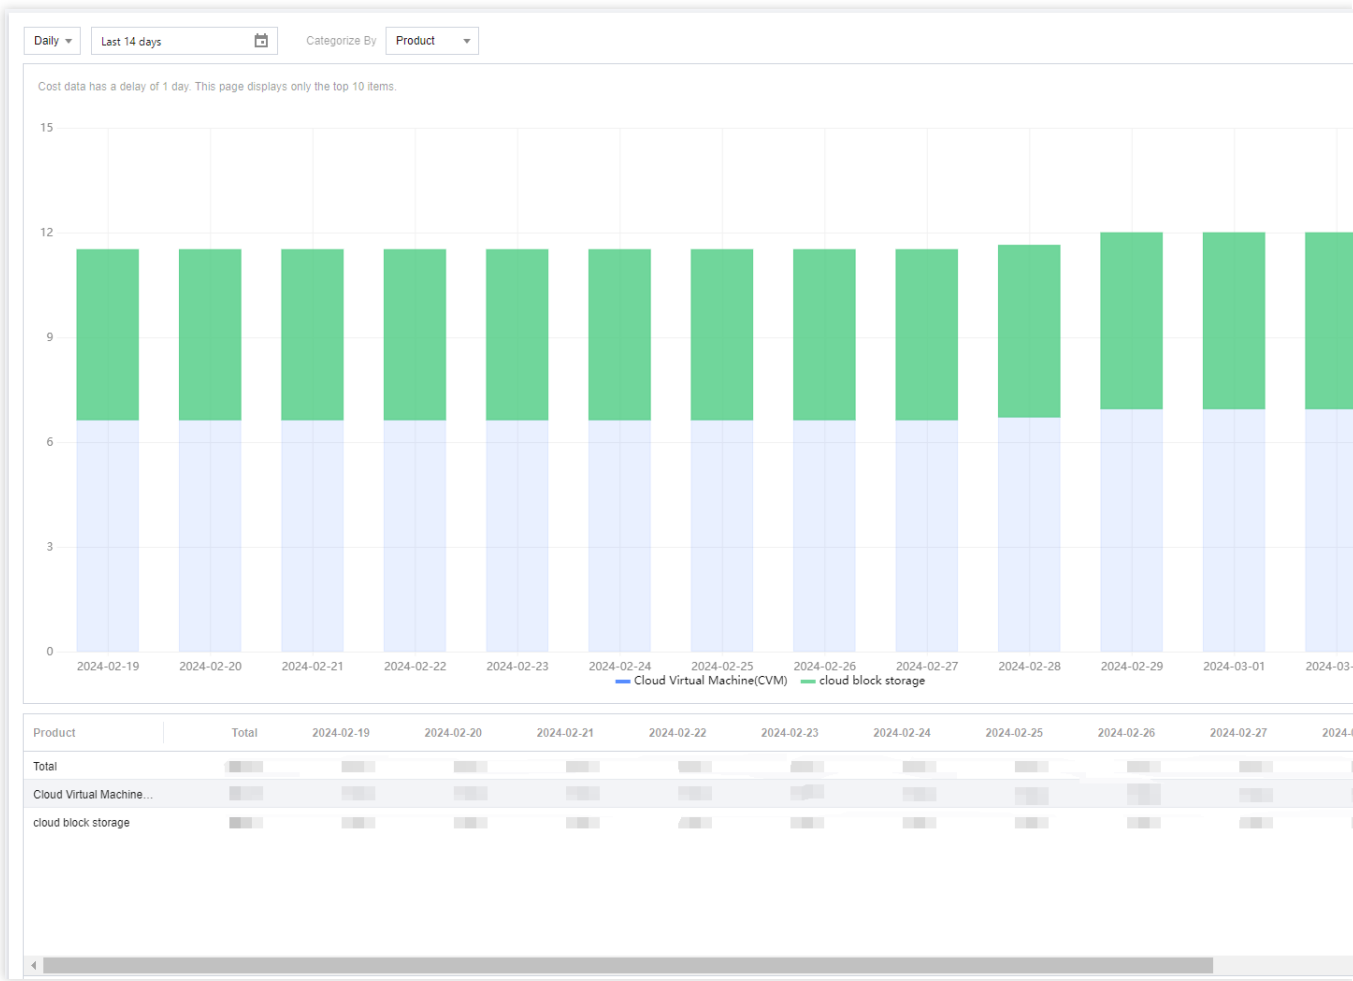 Daily Last 14 days Categorize By Product
Cost data has a delay of 1 day. This page displays only the top 10 items.
15
12
9
6
3
0
2024-02-19 2024-02-20 2024-02-21 2024-02-22 2024-02-23 2024-02-24 2024-02-25 2024-02-26 2024-02-27 2024-02-28 2024-02-29 2024-03-01 2024-03-
Cloud Virtual Machine(CVM) cloud block storage
Product Total 2024-02-19 2024-02-20 2024-02-21 2024-02-22 2024-02-23 2024-02-24 2024-02-25 2024-02-26 2024-02-27 2024-
Total
Cloud Virtual Machine...
cloud block storage